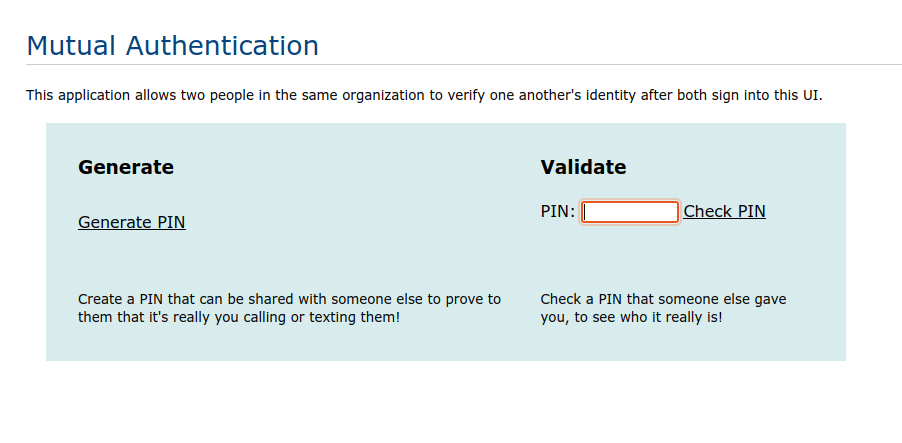 Mutual Authentication
This application allows two people in the same organization to verify one another's identity after both sign into this UI.
Generate
Generate PIN
Create a PIN that can be shared with someone else to prove to
them that it's really you calling or texting them!
Validate
PIN: Check PIN
Check a PIN that someone else gave
you, to see who it really is!